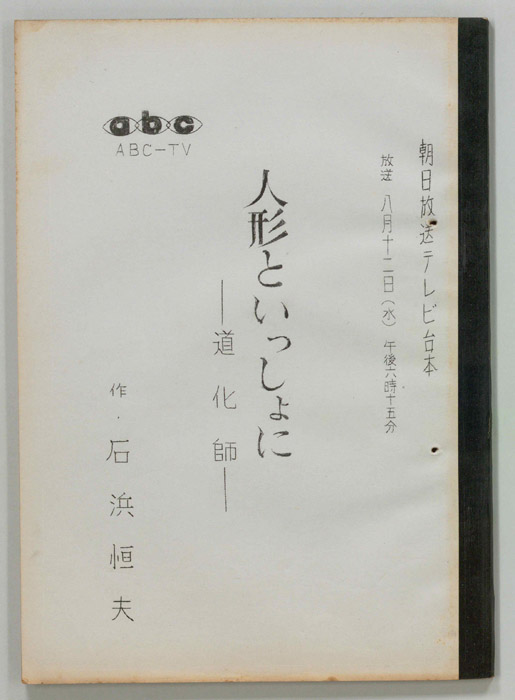 朝日放送テレビ台本
放送 八月十二日(水) 午後六時十五分
abc
ABC-TV
人形といっしょに
―道化師―
作・石浜恒夫